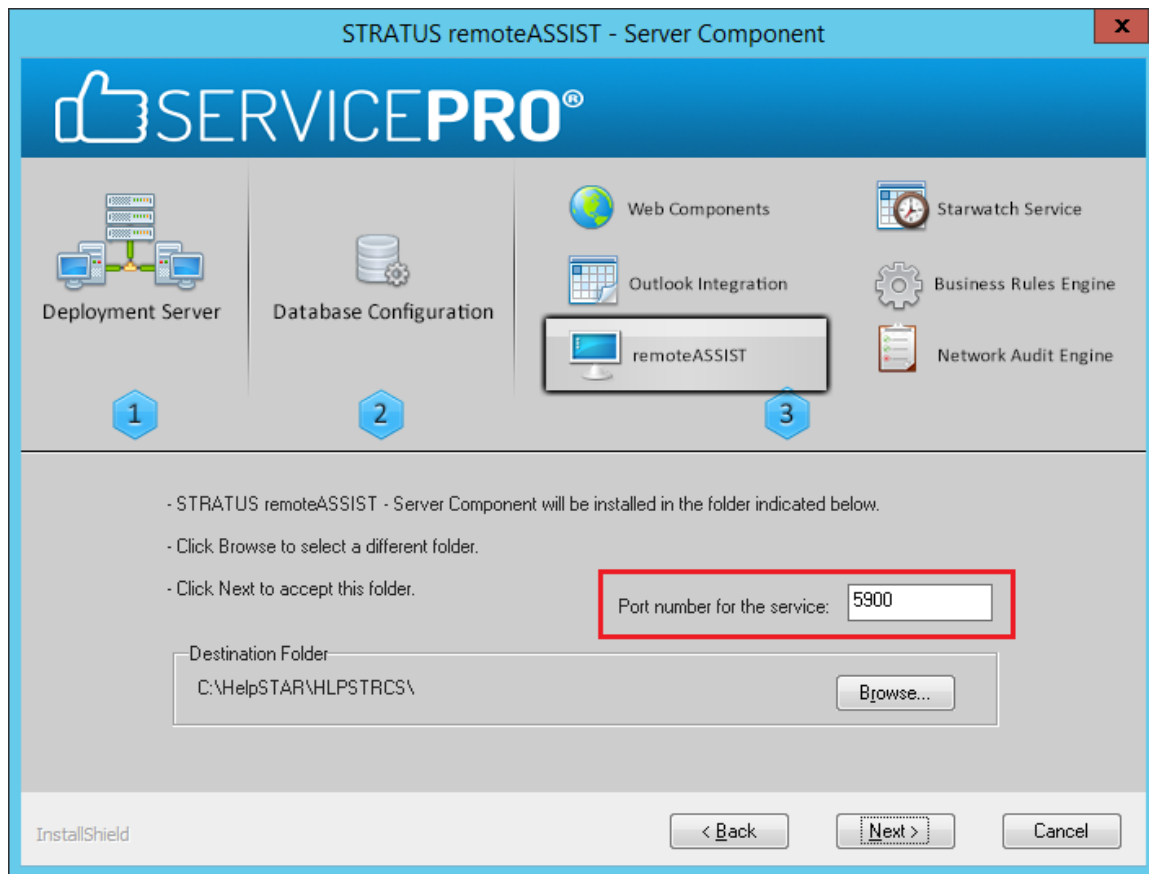 STRATUS remoteASSIST - Server Component
x
SERVICEPRO®
Web Components
Starwatch Service
Outlook Integration
Business Rules Engine
Deployment Server
Database Configuration
remoteASSIST
Network Audit Engine
1
2
3
- STRATUS remoteASSIST - Server Component will be installed in the folder indicated below.
- Click Browse to select a different folder.
- Click Next to accept this folder.
Port number for the service: 5900
Destination Folder
C:\HelpSTAR\HLPSTRCS\
Browse...
InstallShield
< Back
Next >
Cancel